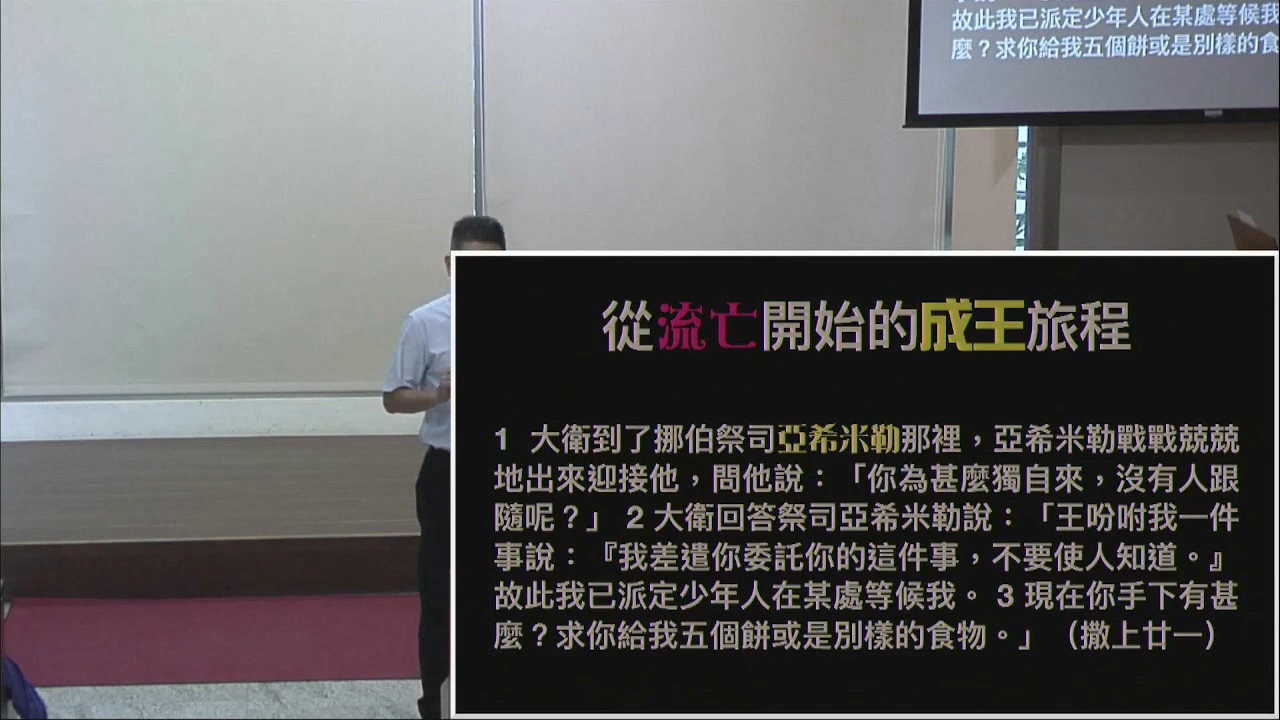 故此我已派定少年人在某處等候我
麼？求你給我五個餅或是別樣的食
從流亡開始的成王旅程
1 大衛到了挪伯祭司亞希米勒那裡，亞希米勒戰戰兢兢
地出來迎接他，問他說：「你為甚麼獨自來，沒有人跟
隨呢？」 2 大衛回答祭司亞希米勒說：「王吩咐我一件
事說：『我差遣你委託你的這件事，不要使人知道。』
故此我已派定少年人在某處等候我。 3 現在你手下有甚
麼？求你給我五個餅或是別樣的食物。」（撒上廿一）